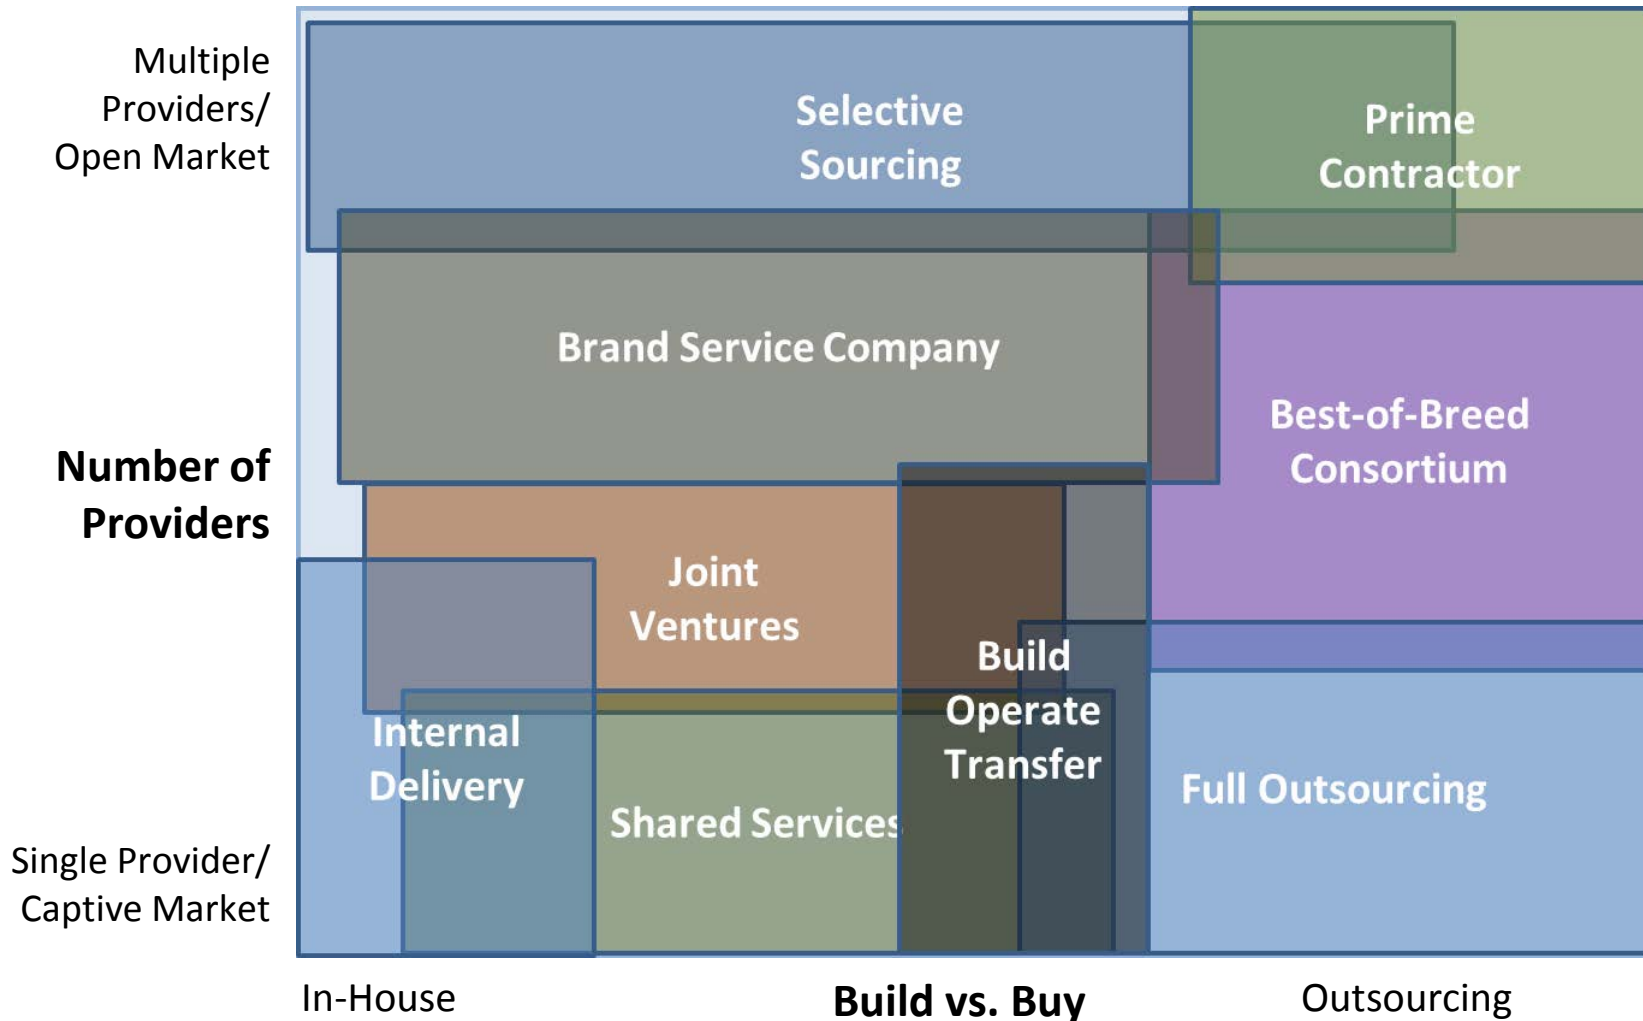 Multiple
Providers/
Open Market
Selective
Sourcing
Prime
Contractor
Brand Service Company
Best-of-Breed
Consortium
Number of
Providers
Joint
Ventures
Build
Operate
Transfer
Internal
Delivery
Shared Services
Full Outsourcing
Single Provider/
Captive Market
In-House
Build vs. Buy
Outsourcing